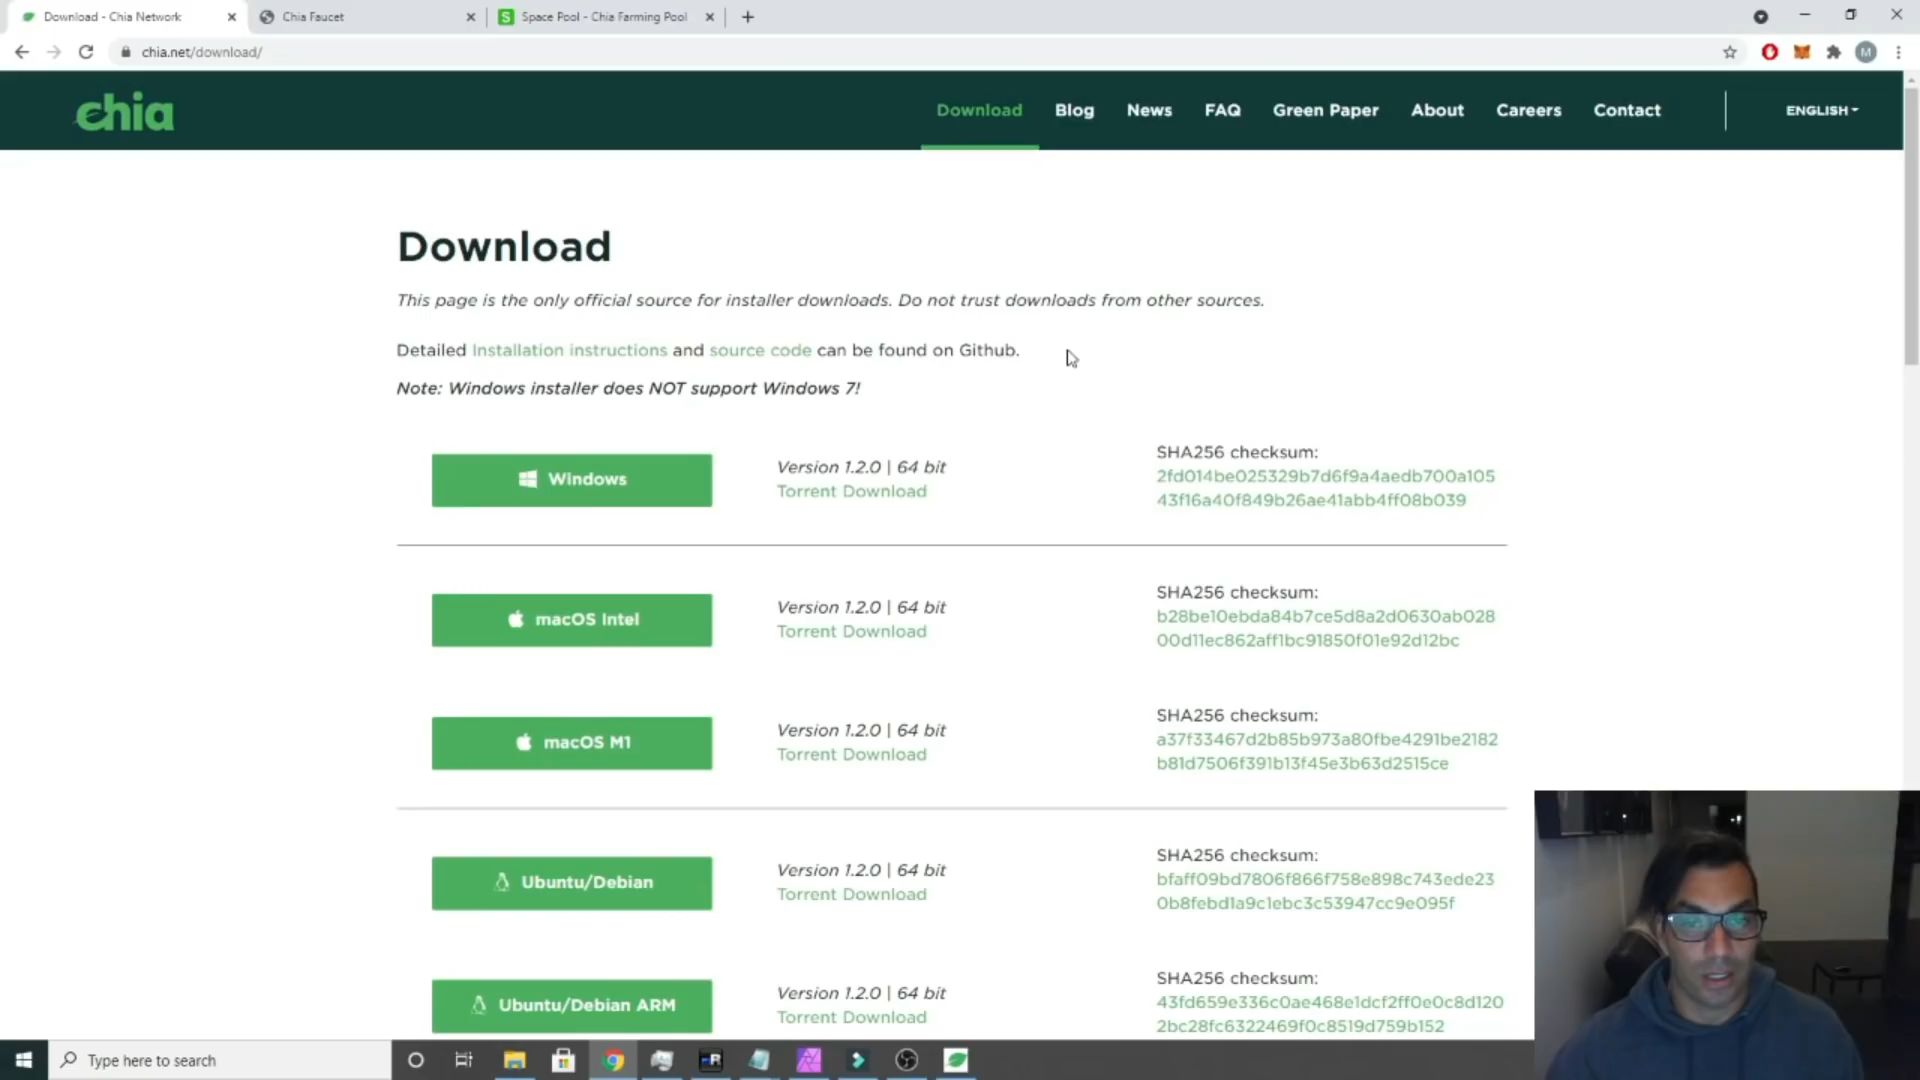 Download - Chia Network
Chia Faucet
S Space Pool - Chia Farming Pool
chia.net/download/
M
chia
Download Blog News FAQ Green Paper About Careers Contact ENGLISH
Download
This page is the only official source for installer downloads. Do not trust downloads from other sources.
Detailed Installation instructions and source code can be found on Github.
Note: Windows installer does NOT support Windows 7!
Windows
Version 1.2.0 | 64 bit
Torrent Download
SHA256 checksum:
2fd014be025329b7d6f9a4aedb700a105
43f16a40f849b26ae41abb4ff08b039
macOS Intel
Version 1.2.0 | 64 bit
Torrent Download
SHA256 checksum:
b28be10ebda84b7ce5d8a2d0630ab028
00d11ec862aff1bc91850f01e92d12bc
macOS M1
Version 1.2.0 | 64 bit
Torrent Download
SHA256 checksum:
a37f33467d2b85b973a80fbe4291be2182
b81d7506f391b13f45e3b63d2515ce
Ubuntu/Debian
Version 1.2.0 | 64 bit
Torrent Download
SHA256 checksum:
bfaff09bd7806f866f758e898c743ede23
0b8febd1a9c1ebc3c53947cc9e095f
Ubuntu/Debian ARM
Version 1.2.0 | 64 bit
Torrent Download
SHA256 checksum:
43fd659e336c0ae468e1dcf2ff0e0c8d120
2bc28fc6322469f0c8519d759b152
Type here to search